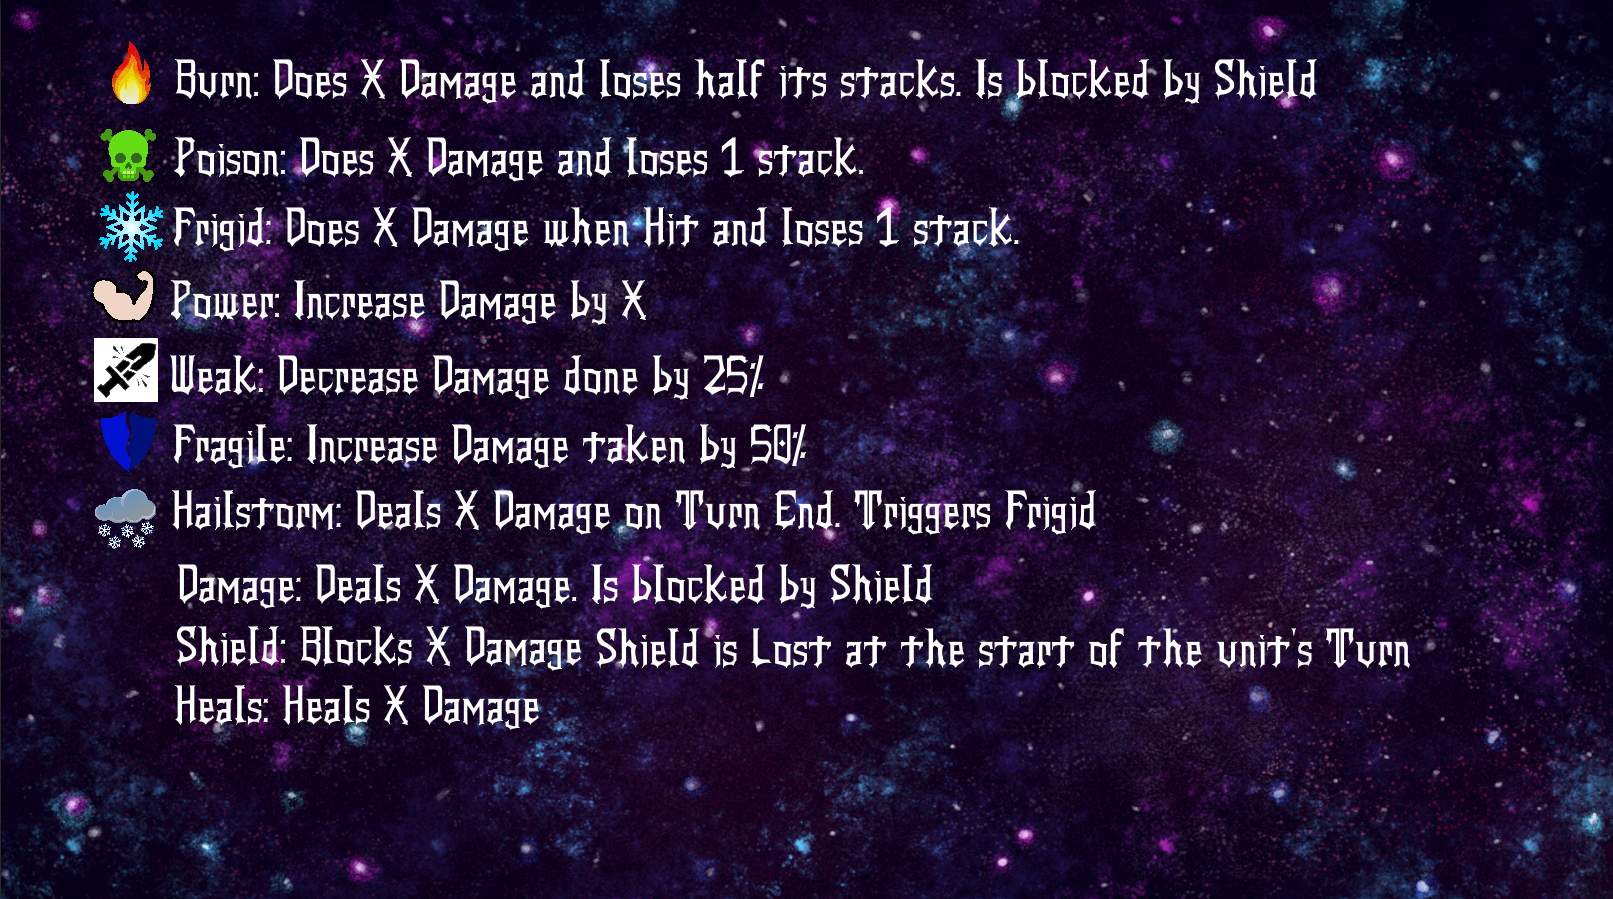 Burn: Does X Damage and loses half its stacks. Is blocked by Shield
Poison: Does X Damage and loses 1 stack.
Frigid: Does X Damage when Hit and loses 1 stack.
Power: Increase Damage by X
Weak: Decrease Damage done by 25%
Fragile: Increase Damage taken by 50%
Hailstorm: Deals X Damage on Turn End. Triggers Frigid
Damage: Deals X Damage. Is blocked by Shield
Shield: Blocks X Damage Shield is Lost at the start of the unit's Turn
Heals: Heals X Damage